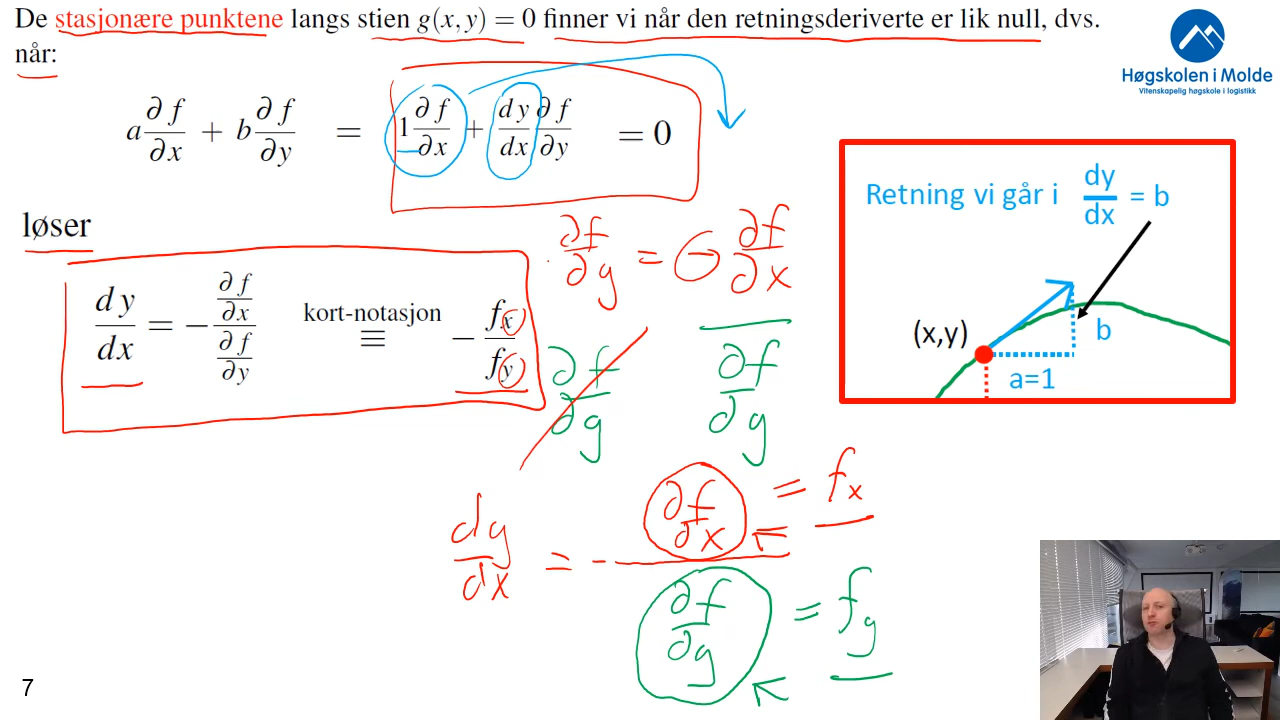 De stasjonære punktene langs stien g(x, y) = 0 finner vi når den retningsderiverte er lik null, dvs.
når:
a ∂f/∂x + b ∂f/∂y = 1 ∂f/∂x + dy/dx ∂f/∂y = 0
løser
dy/dx = − (∂f/∂x)/(∂f/∂y) kort-notasjon ≡ − fx/fy
∂f/∂y = − ∂f/∂x
∂f/∂y ∂f/∂y
dy/dx = - ∂f/∂x = fx
∂f/∂y = fy
Høgskolen i Molde
Vitenskapelig høgskole i logistikk
Retning vi går i dy/dx = b
(x,y)
b
a=1
7